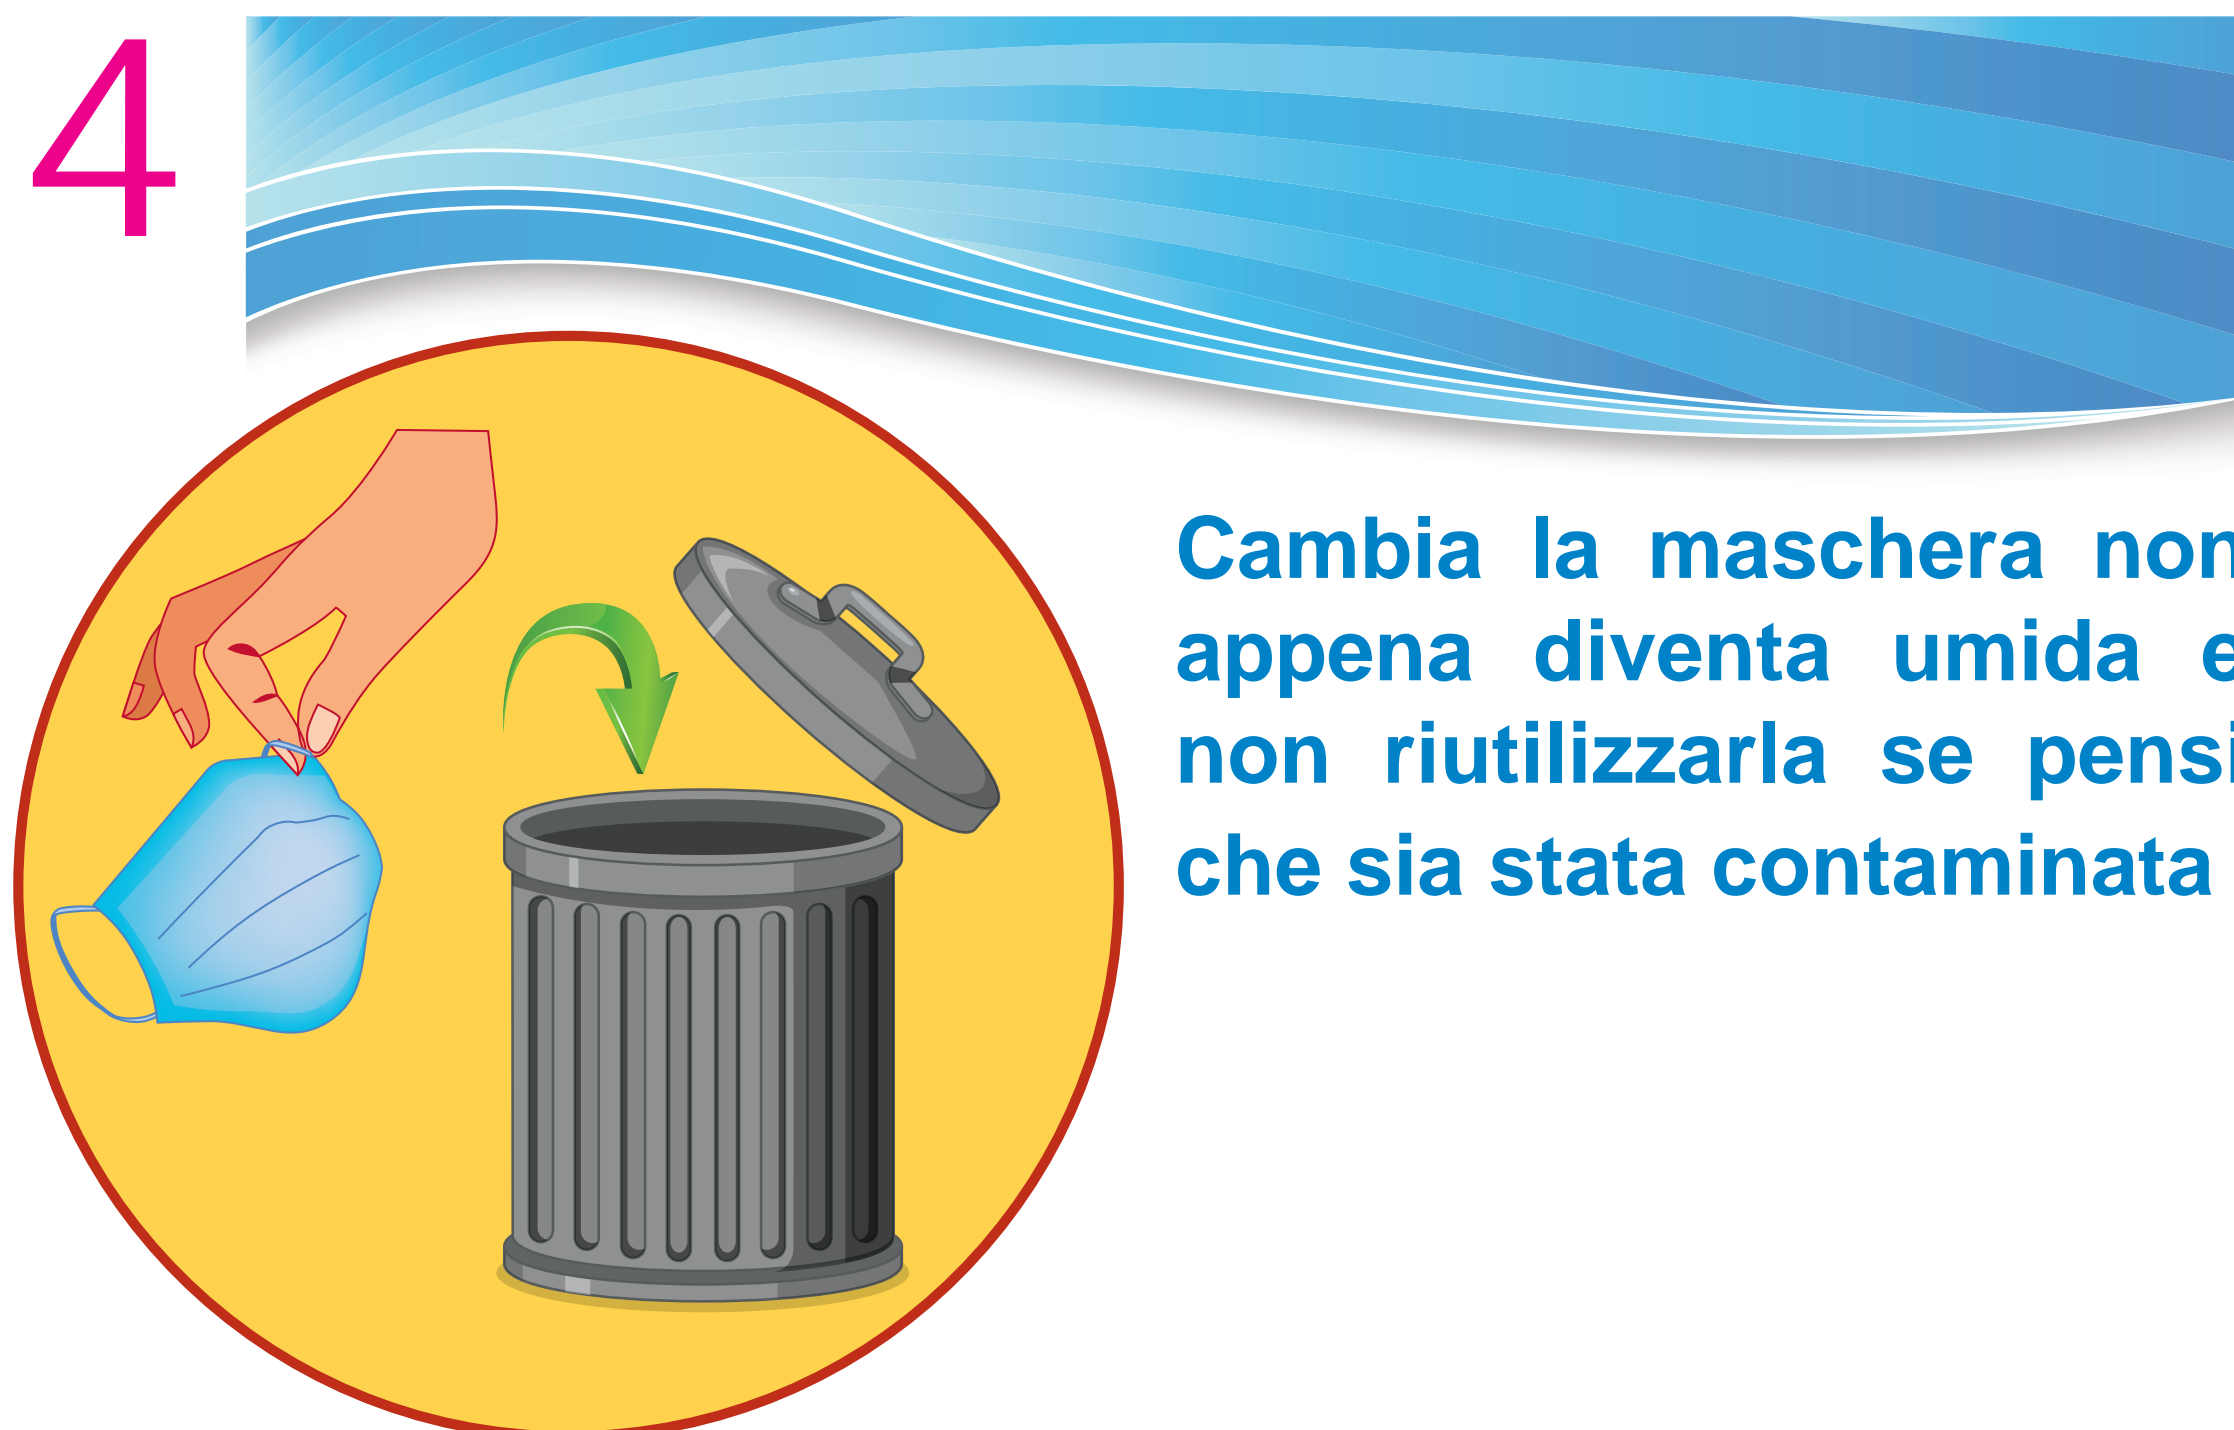 4
Cambia la maschera non
appena diventa umida e
non riutilizzarla se pensi
che sia stata contaminata